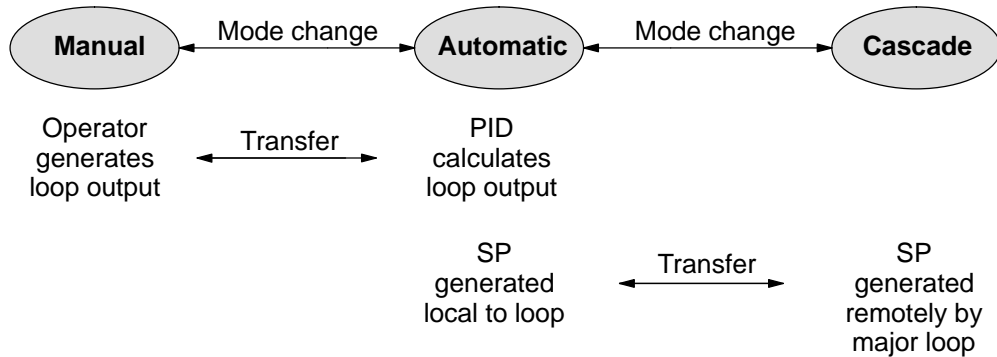 Manual
Mode change
Automatic
Mode change
Cascade
Operator
generates
loop output
Transfer
PID
calculates
loop output
SP
generated
local to loop
Transfer
SP
generated
remotely by
major loop